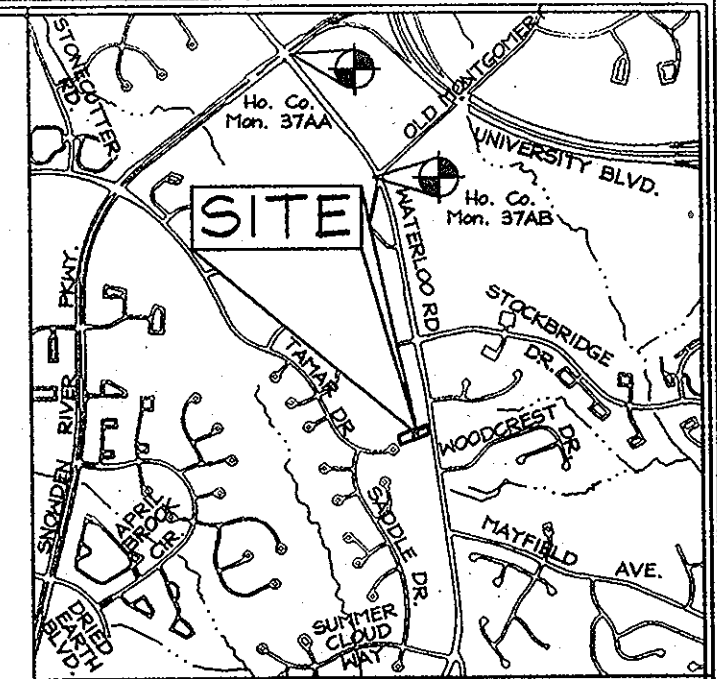 STONECUTTER
RD.
Ho. Co.
Mon. 37AA
OLD MONTGOMER
UNIVERSITY BLVD.
Ho. Co.
Mon. 37AB
SITE
WATERLOO RD
PKWY.
RIVER
SNOWDEN
STOCKBRIDGE
DR.
TAMAR DR
WOODCREST
DR
SADDLE DR.
APRIL
BROOK
CIR.
MAYFIELD AVE.
DRIED
EARTH
BLVD.
SUMMER
CLOUD
WAY